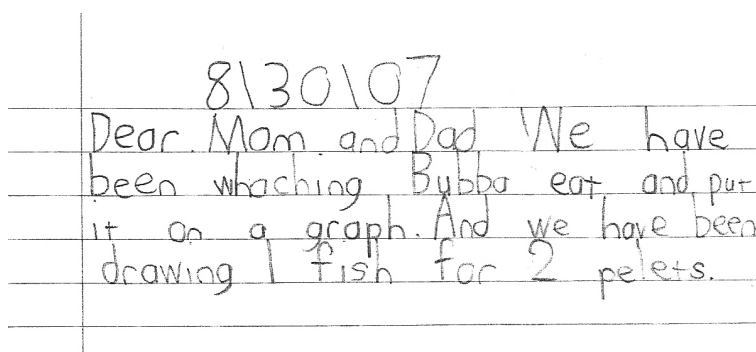 8\30\07
Dear. Mom. and Dad We have
been whaching Bubba eat and put
it on a graph. And we have been
drawing 1 fish for 2 pelets.